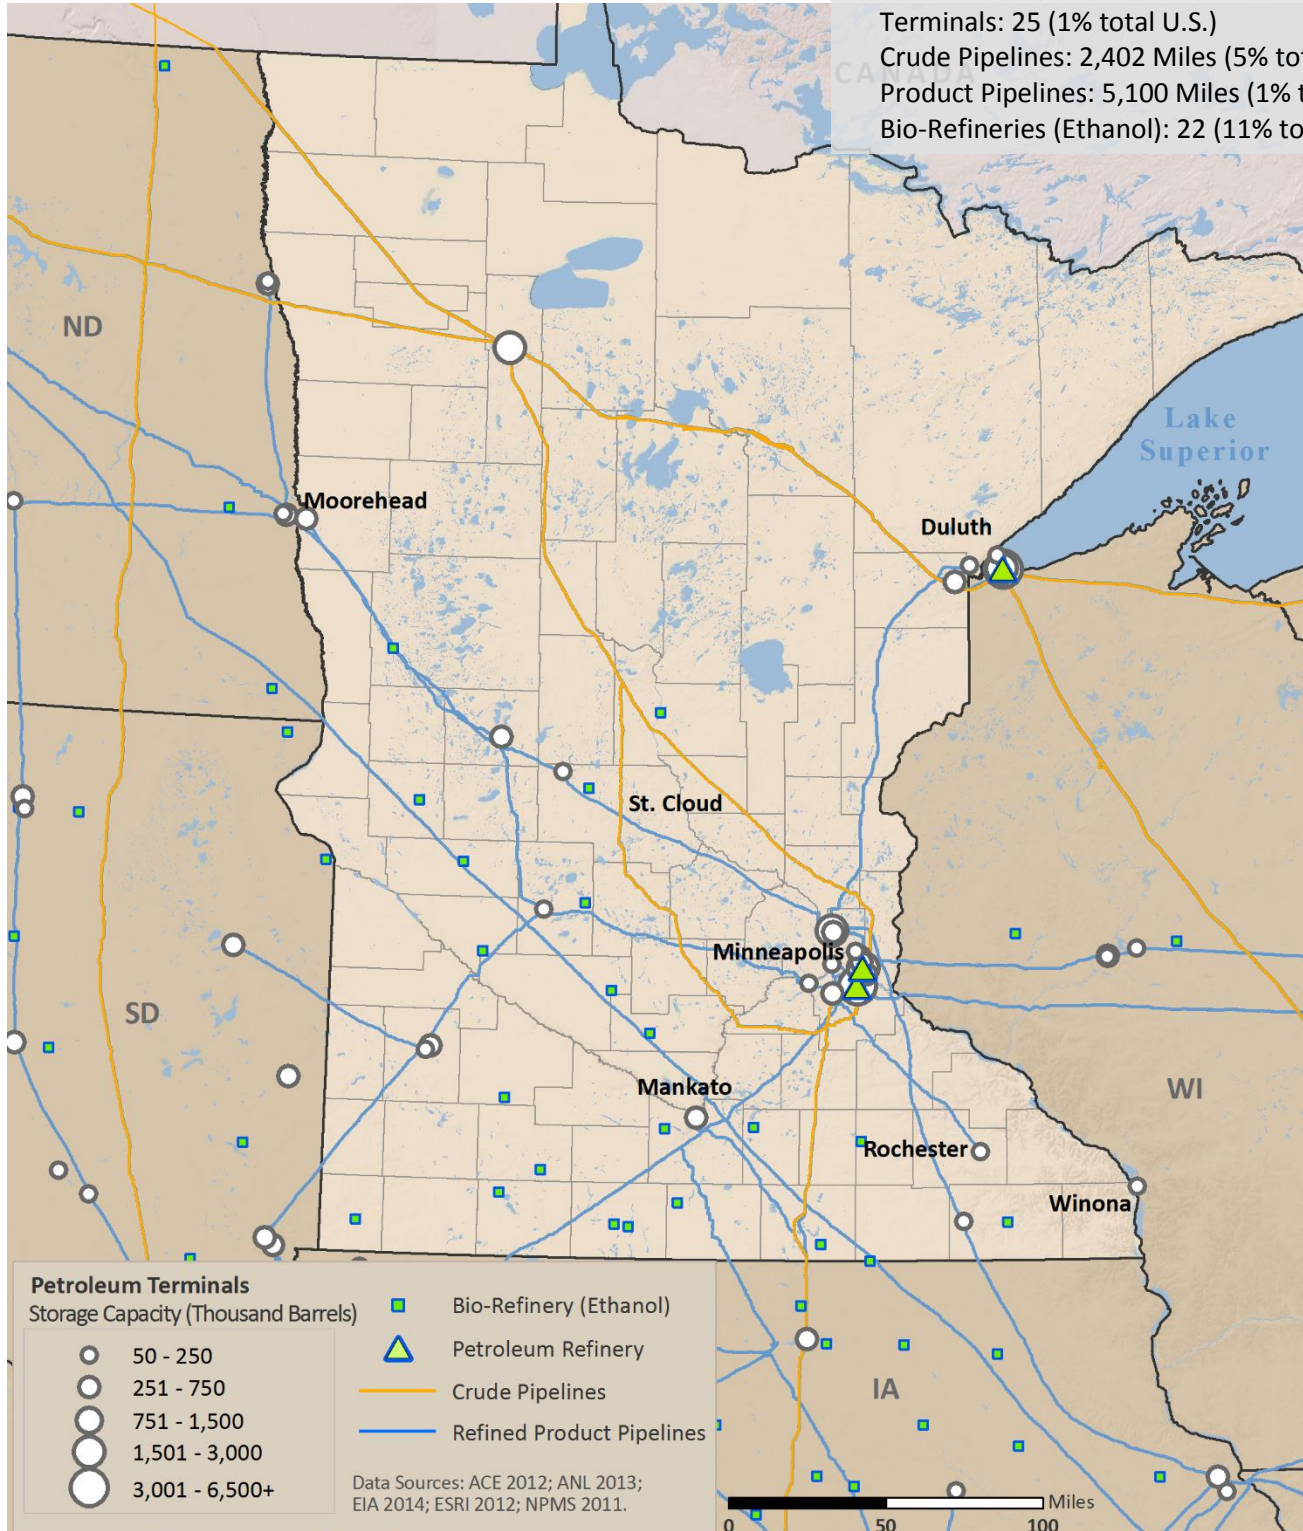 Terminals: 25 (1% total U.S.)
Crude Pipelines: 2,402 Miles (5% to
Product Pipelines: 5,100 Miles (1% t
Bio-Refineries (Ethanol): 22 (11% to
CANADA
ND
Lake
Superior
Moorehead
Duluth
St. Cloud
Minneapolis
SD
WI
Mankato
Rochester
Winona
IA
Petroleum Terminals
Storage Capacity (Thousand Barrels)
50 - 250
251 - 750
751 - 1,500
1,501 - 3,000
3,001 - 6,500+
Bio-Refinery (Ethanol)
Petroleum Refinery
Crude Pipelines
Refined Product Pipelines
Data Sources: ACE 2012; ANL 2013;
EIA 2014; ESRI 2012; NPMS 2011.
Miles
0 50 100